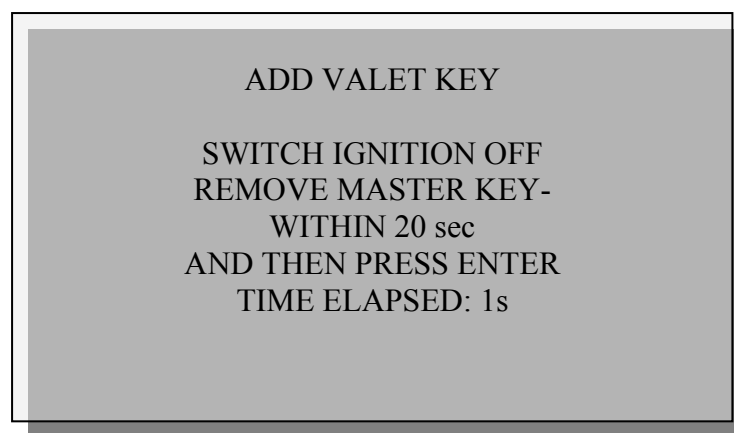 ADD VALET KEY
SWITCH IGNITION OFF
REMOVE MASTER KEY-
WITHIN 20 sec
AND THEN PRESS ENTER
TIME ELAPSED: 1s